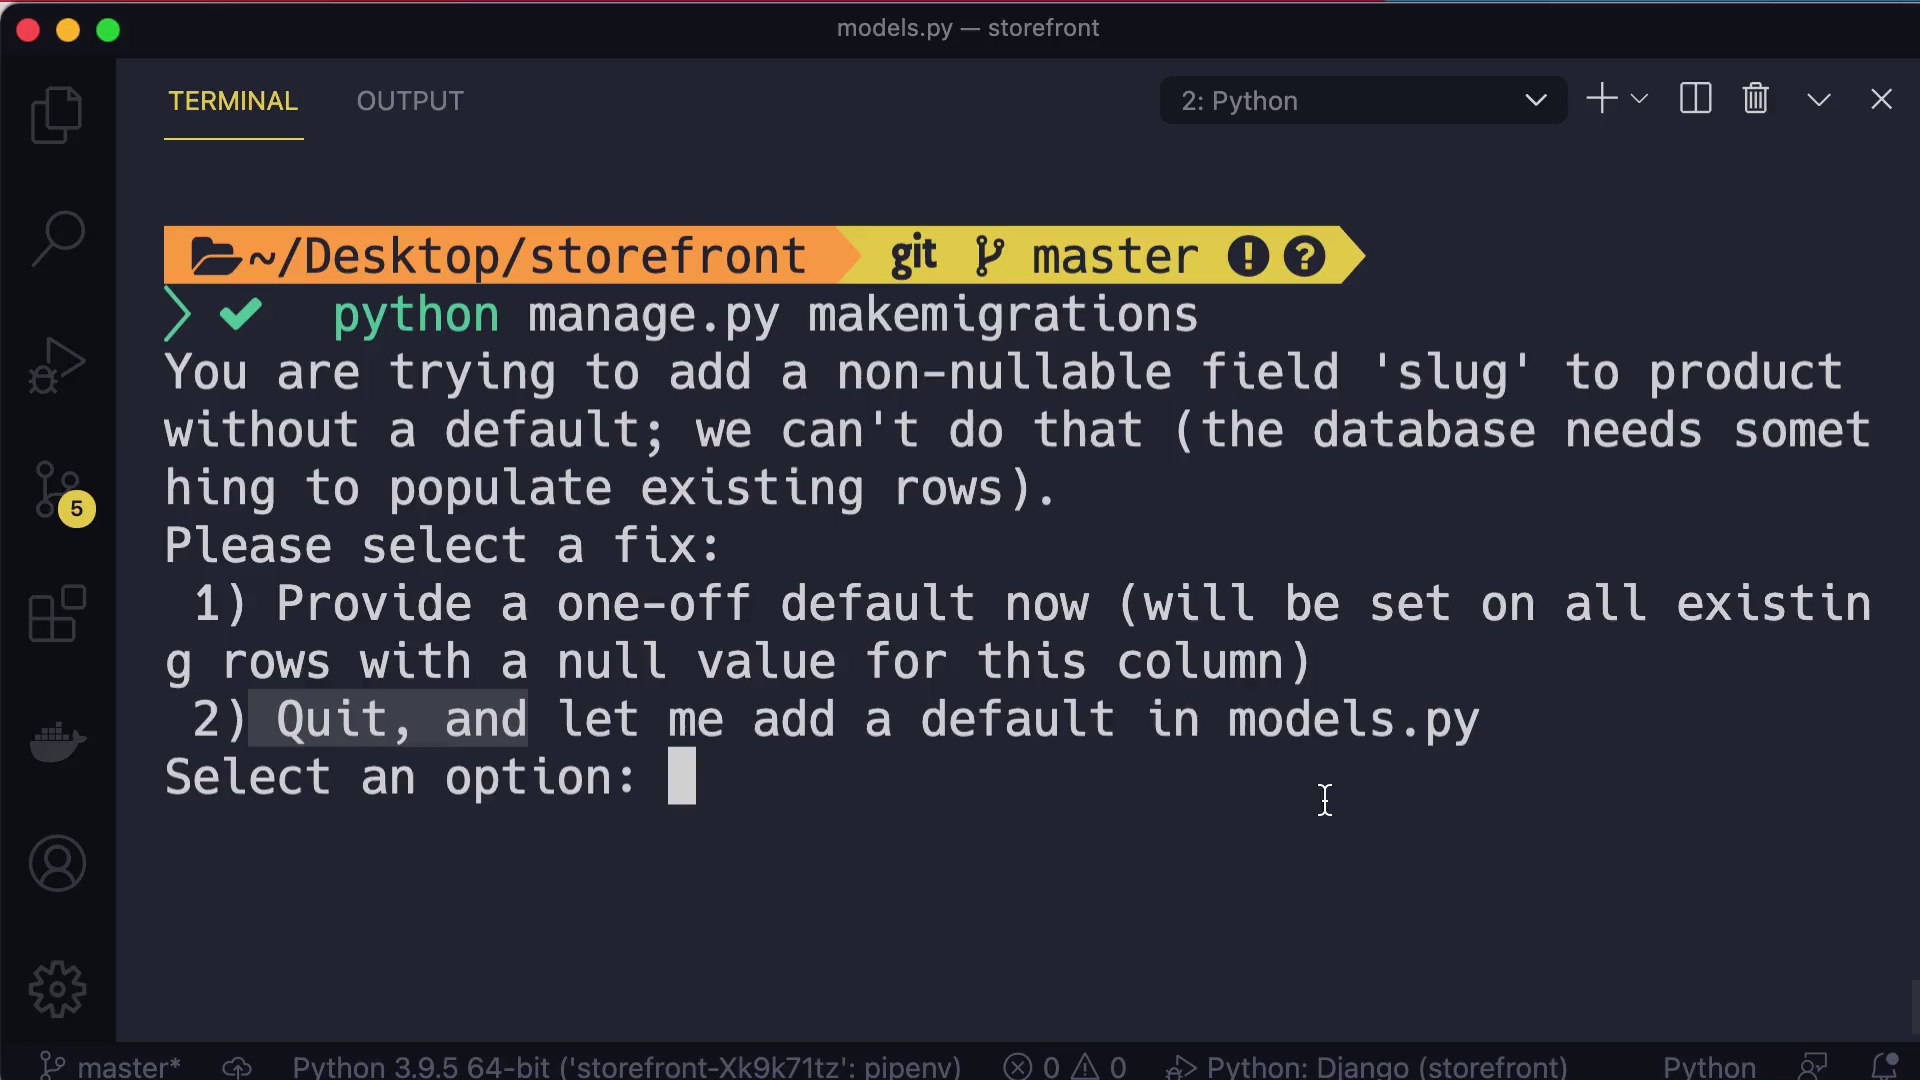 models.py — storefront
TERMINAL OUTPUT 2: Python
~/Desktop/storefront git master ! ?
python manage.py makemigrations
You are trying to add a non-nullable field 'slug' to product
without a default; we can't do that (the database needs somet
hing to populate existing rows).
Please select a fix:
1) Provide a one-off default now (will be set on all existin
g rows with a null value for this column)
2) Quit, and let me add a default in models.py
Select an option:
5
master* Python 3.9.5 64-bit ('storefront-Xk9k71tz': pipenv) 0 0 Python: Django (storefront) Python